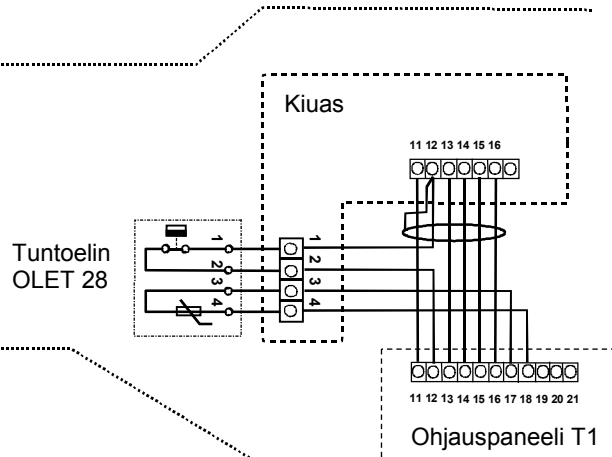 Kiuas
11 12 13 14 15 16
Tuntoelin
OLET 28
1 1
2 2
3 3
4 4
11 12 13 14 15 16 17 18 19 20 21
Ohjauspaneeli T1